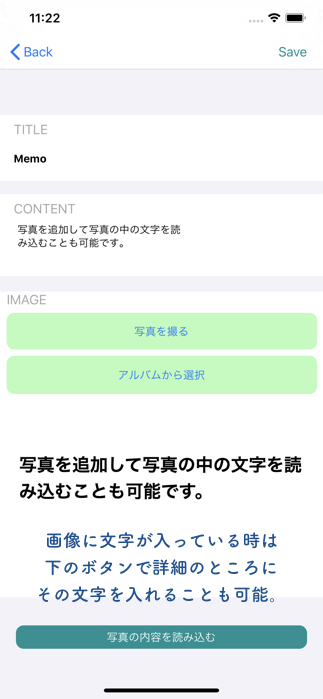 11:22
Back
Save
TITLE
Memo
CONTENT
写真を追加して写真の中の文字を読
み込むことも可能です。
IMAGE
写真を撮る
アルバムから選択
写真を追加して写真の中の文字を読
み込むことも可能です。
画像に文字が入っている時は
下のボタンで詳細のところに
その文字を入れることも可能。
写真の内容を読み込む